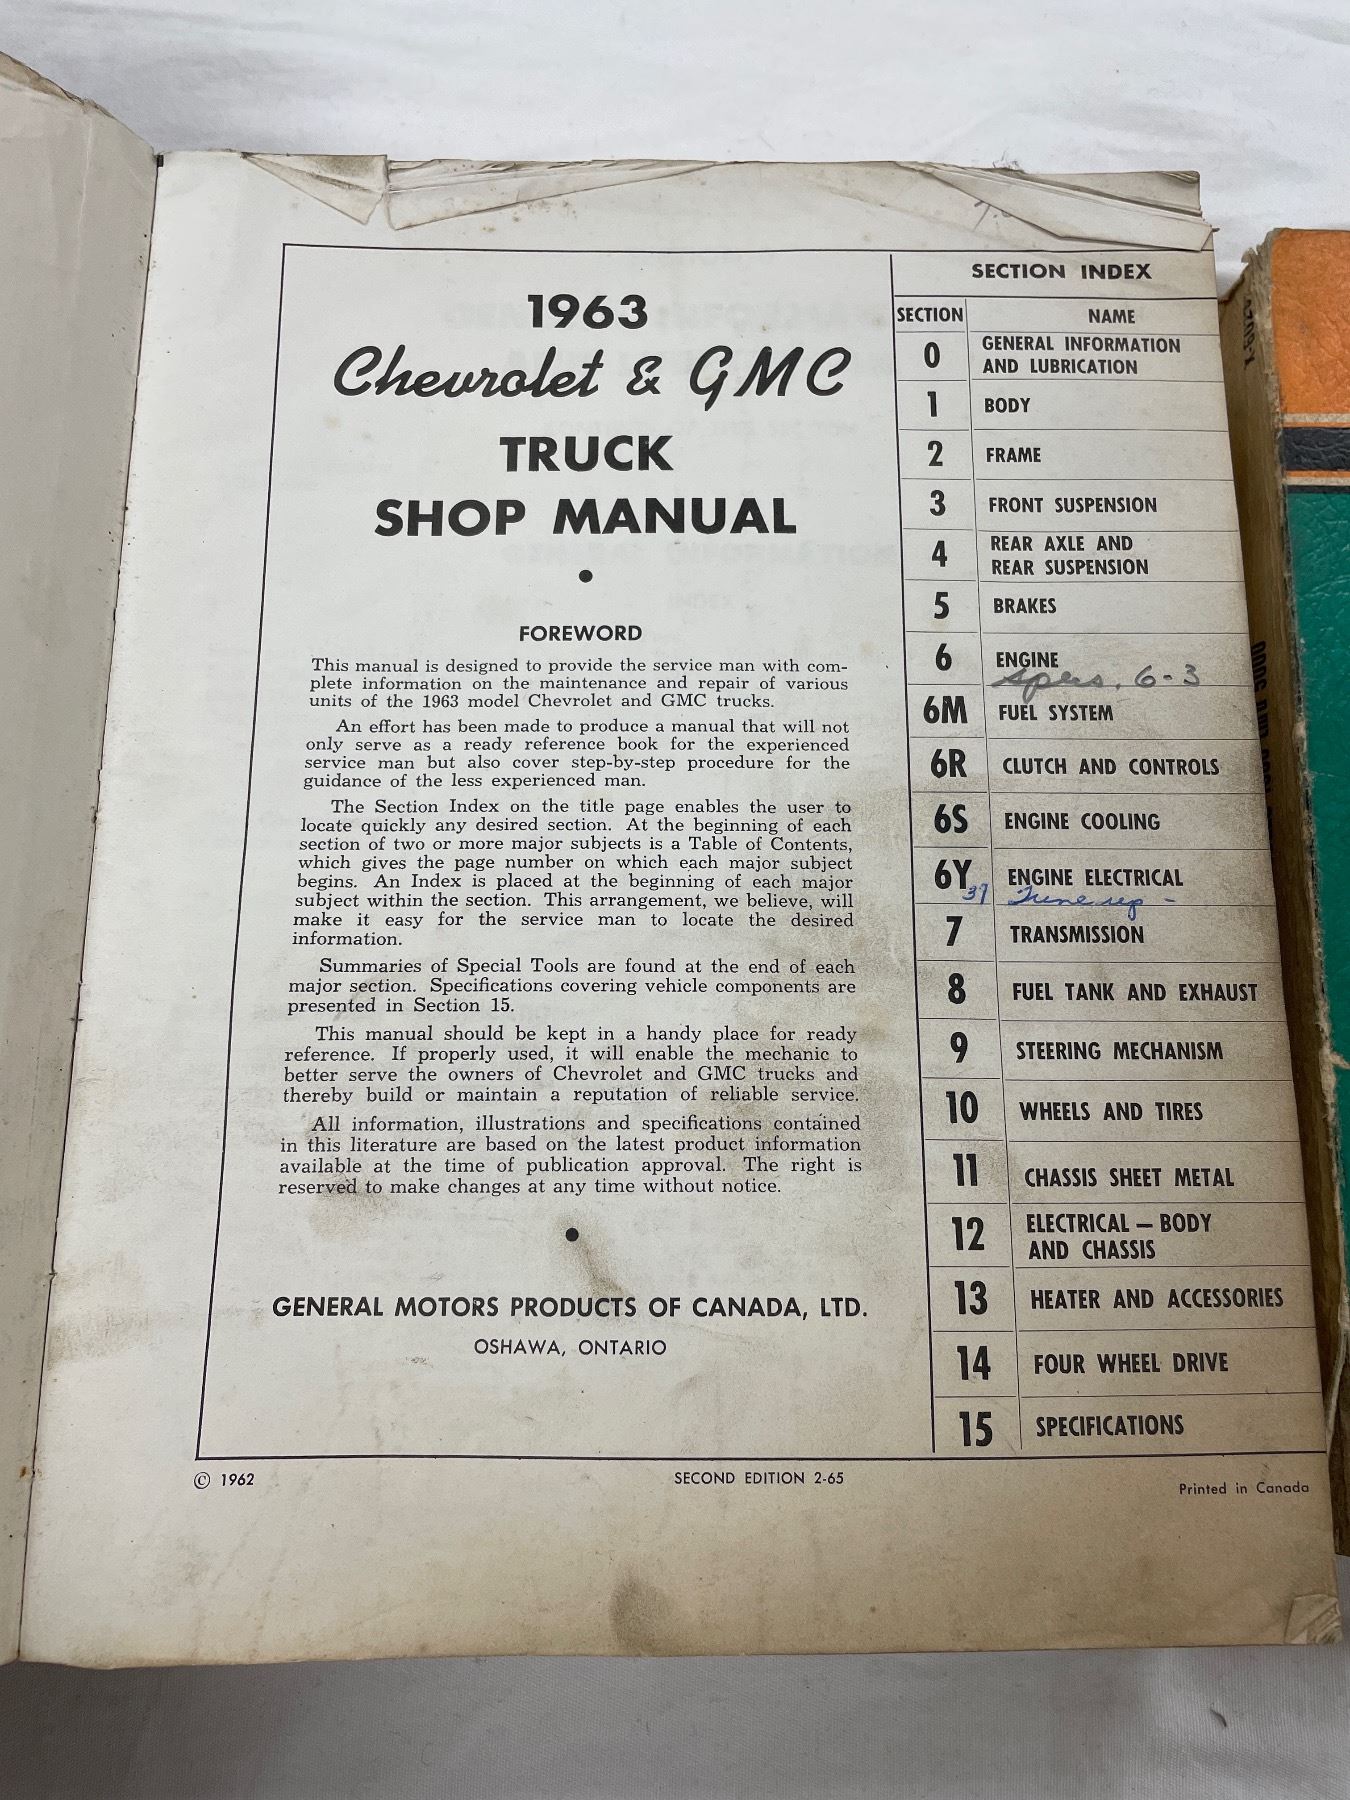 1963
Chevrolet & GMC
TRUCK
SHOP MANUAL
•
FOREWORD
This manual is designed to provide the service man with com-
plete information on the maintenance and repair of various
units of the 1963 model Chevrolet and GMC trucks.
An effort has been made to produce a manual that will not
only serve as a ready reference book for the experienced
service man but also cover step-by-step procedure for the
guidance of the less experienced man.
The Section Index on the title page enables the user to
locate quickly any desired section. At the beginning of each
section of two or more major subjects is a Table of Contents,
which gives the page number on which each major subject
begins. An Index is placed at the beginning of each major
subject within the section. This arrangement, we believe, will
make it easy for the service man to locate the desired
information.
Summaries of Special Tools are found at the end of each
major section. Specifications covering vehicle components are
presented in Section 15.
This manual should be kept in a handy place for ready
reference. If properly used, it will enable the mechanic to
better serve the owners of Chevrolet and GMC trucks and
thereby build or maintain a reputation of reliable service.
All information, illustrations and specifications contained
in this literature are based on the latest product information
available at the time of publication approval. The right is
reserved to make changes at any time without notice.
•
GENERAL MOTORS PRODUCTS OF CANADA, LTD.
OSHAWA, ONTARIO
SECTION INDEX
SECTION NAME
0 GENERAL INFORMATION
AND LUBRICATION
1 BODY
2 FRAME
3 FRONT SUSPENSION
4 REAR AXLE AND
REAR SUSPENSION
5 BRAKES
6 ENGINE
Specs. 6-3
6M FUEL SYSTEM
6R CLUTCH AND CONTROLS
6S ENGINE COOLING
6Y ENGINE ELECTRICAL
37 Tune up -
7 TRANSMISSION
8 FUEL TANK AND EXHAUST
9 STEERING MECHANISM
10 WHEELS AND TIRES
11 CHASSIS SHEET METAL
12 ELECTRICAL — BODY
AND CHASSIS
13 HEATER AND ACCESSORIES
14 FOUR WHEEL DRIVE
15 SPECIFICATIONS
© 1962
SECOND EDITION 2-65
Printed in Canada